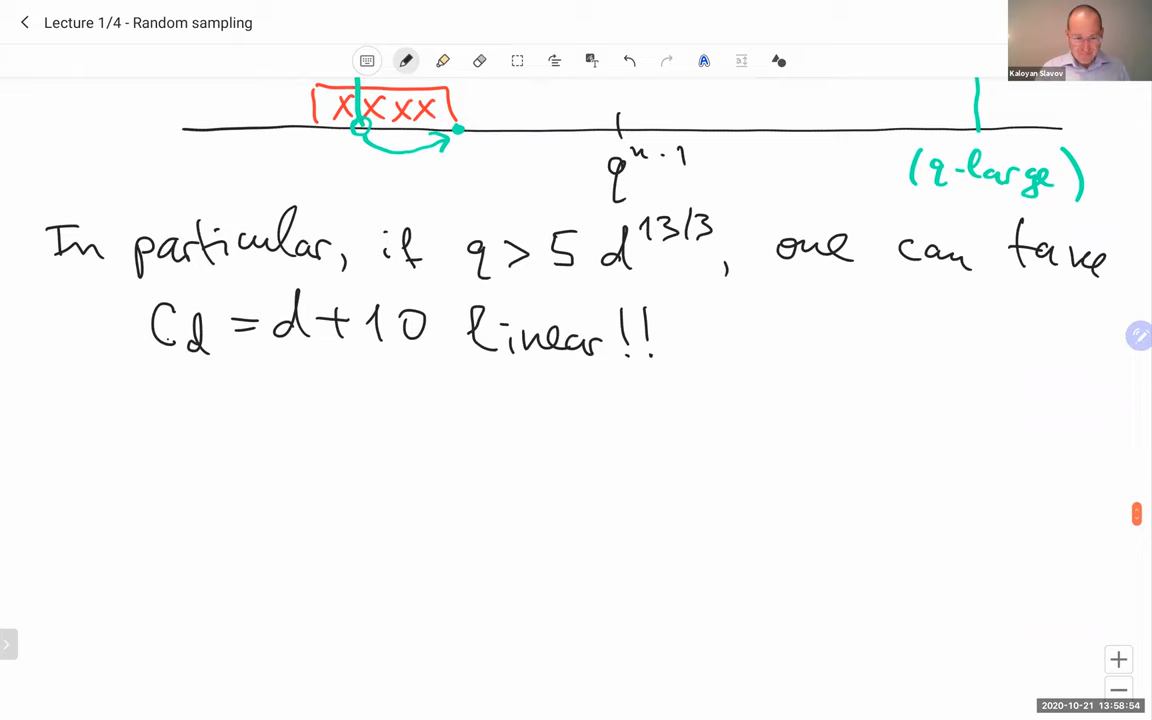 Lecture 1/4 - Random sampling
Kaloyan Slavov
X X X X
q^{n-1}
(q-large)
In particular, if q > 5 d^{13/3}, one can take
C_d = d + 10 linear!!
2020-10-21 13:58:54